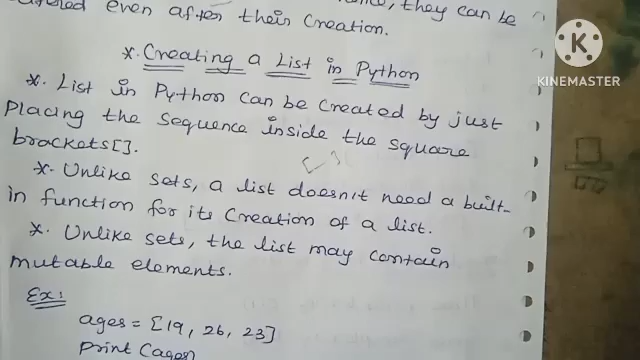 even after their creation.
they can be
*. Creating a List in Python
*. List in Python can be created by just
placing the sequence inside the square
brackets[].
*. Unlike sets, a list doesn't need a built-
in function for its creation of a list.
*. Unlike sets, the list may contain
mutable elements.
Ex:
ages = [19, 26, 23]
print (ages)
KINEMASTER